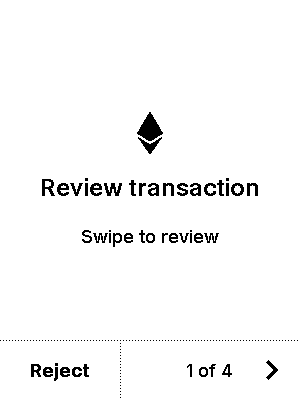 Review transaction
Swipe to review
Reject
1 of 4